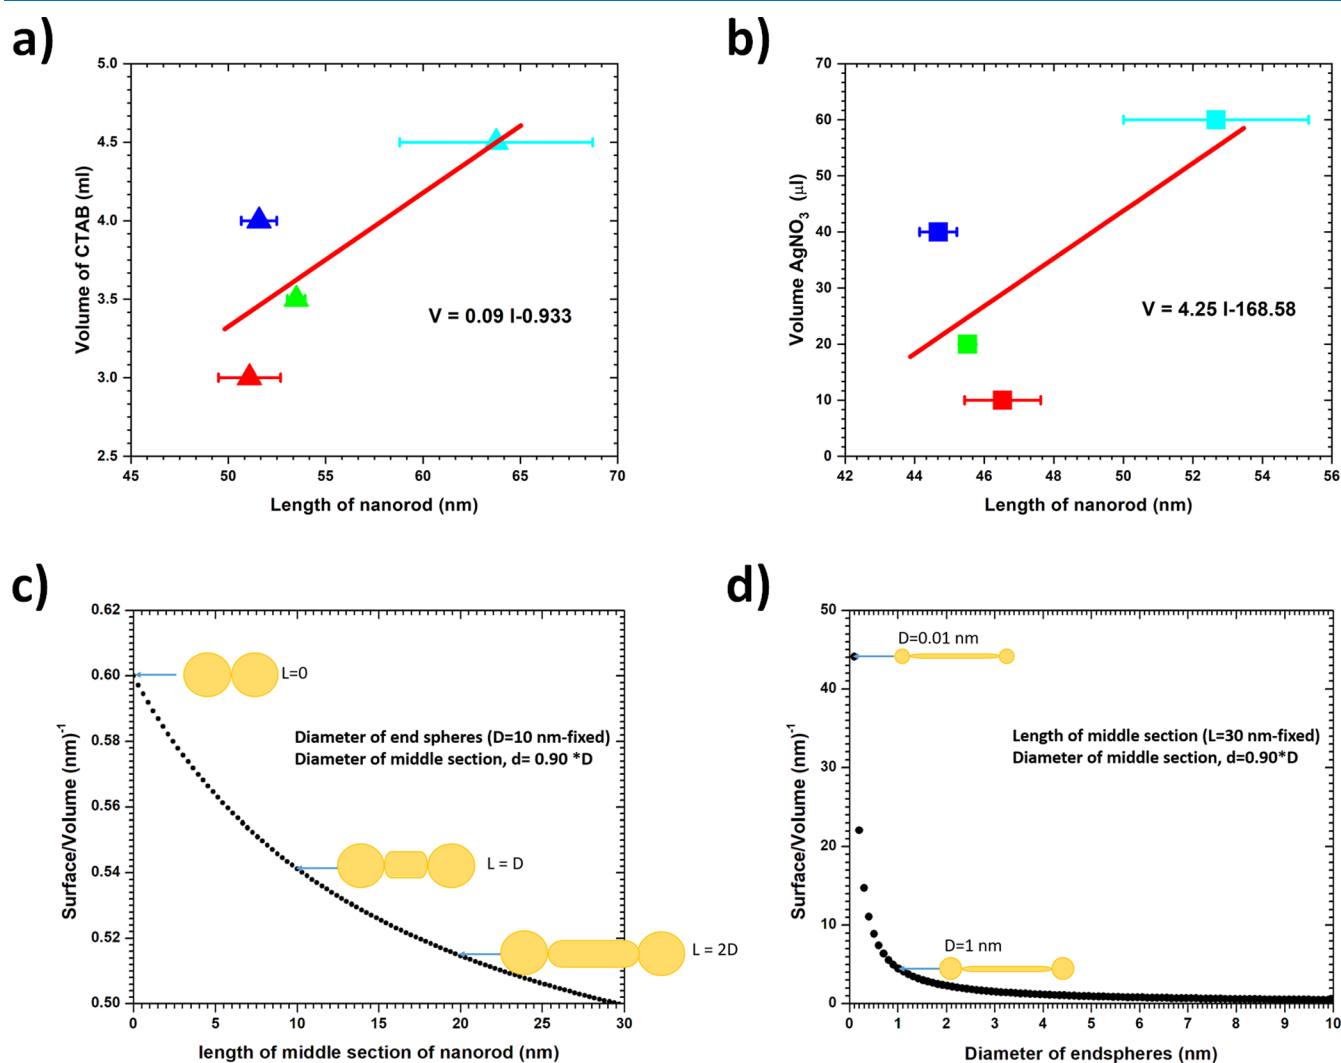 a)
5.0
4.5
4.0
3.5
3.0
2.5
Volume of CTAB (ml)
V = 0.09 l-0.933
45 50 55 60 65 70
Length of nanorod (nm)
b)
70
60
50
40
30
20
10
0
Volume AgNO3 (μl)
V = 4.25 l-168.58
42 44 46 48 50 52 54 56
Length of nanorod (nm)
c)
0.62
0.60
0.58
0.56
0.54
0.52
0.50
Surface/Volume (nm)-1
L=0
Diameter of end spheres (D=10 nm-fixed)
Diameter of middle section, d= 0.90 *D
L = D
L = 2D
0 5 10 15 20 25 30
length of middle section of nanorod (nm)
d)
50
40
30
20
10
0
Surface/Volume (nm)-1
D=0.01 nm
Length of middle section (L=30 nm-fixed)
Diameter of middle section, d=0.90*D
D=1 nm
0 1 2 3 4 5 6 7 8 9 10
Diameter of endspheres (nm)